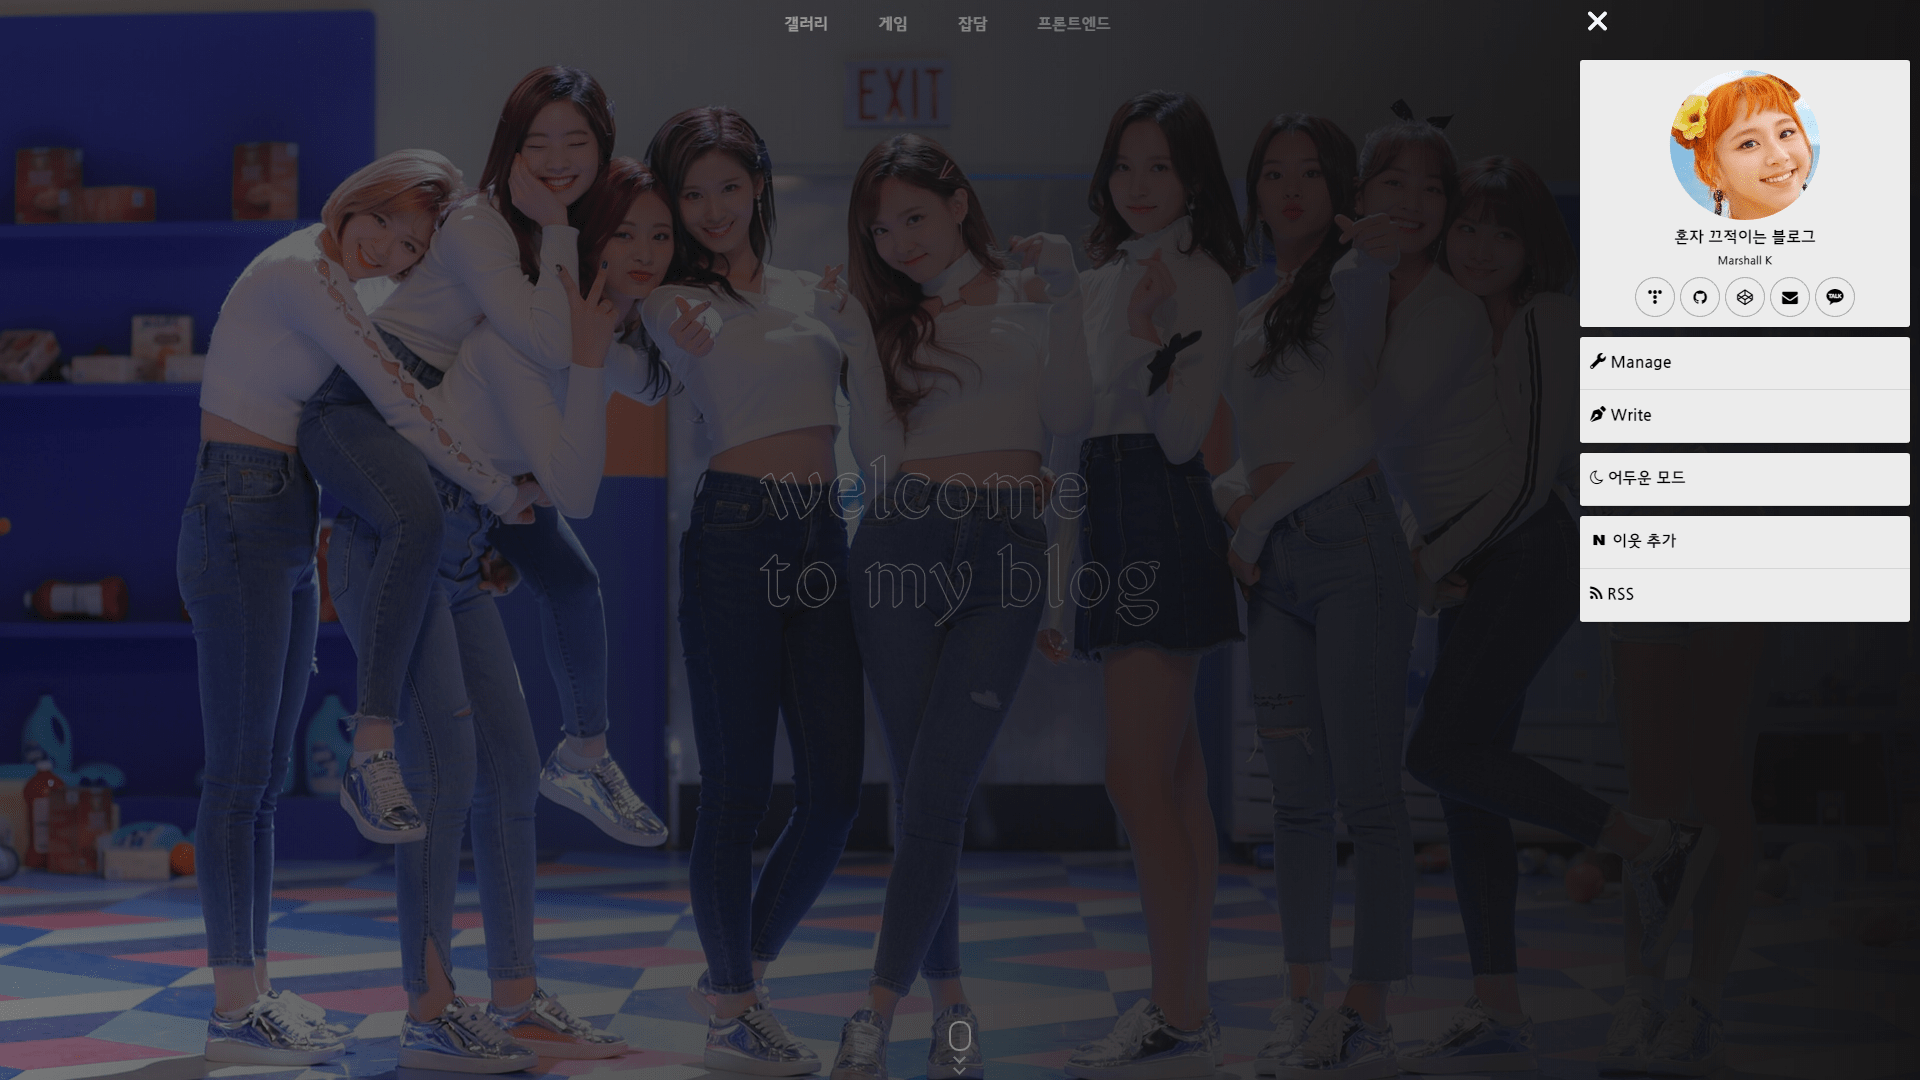 갤러리 게임 잡담 프론트엔드
EXIT
welcome
to my blog
혼자 끄적이는 블로그
Marshall K
TALK
Manage
Write
어두운 모드
N 이웃 추가
RSS